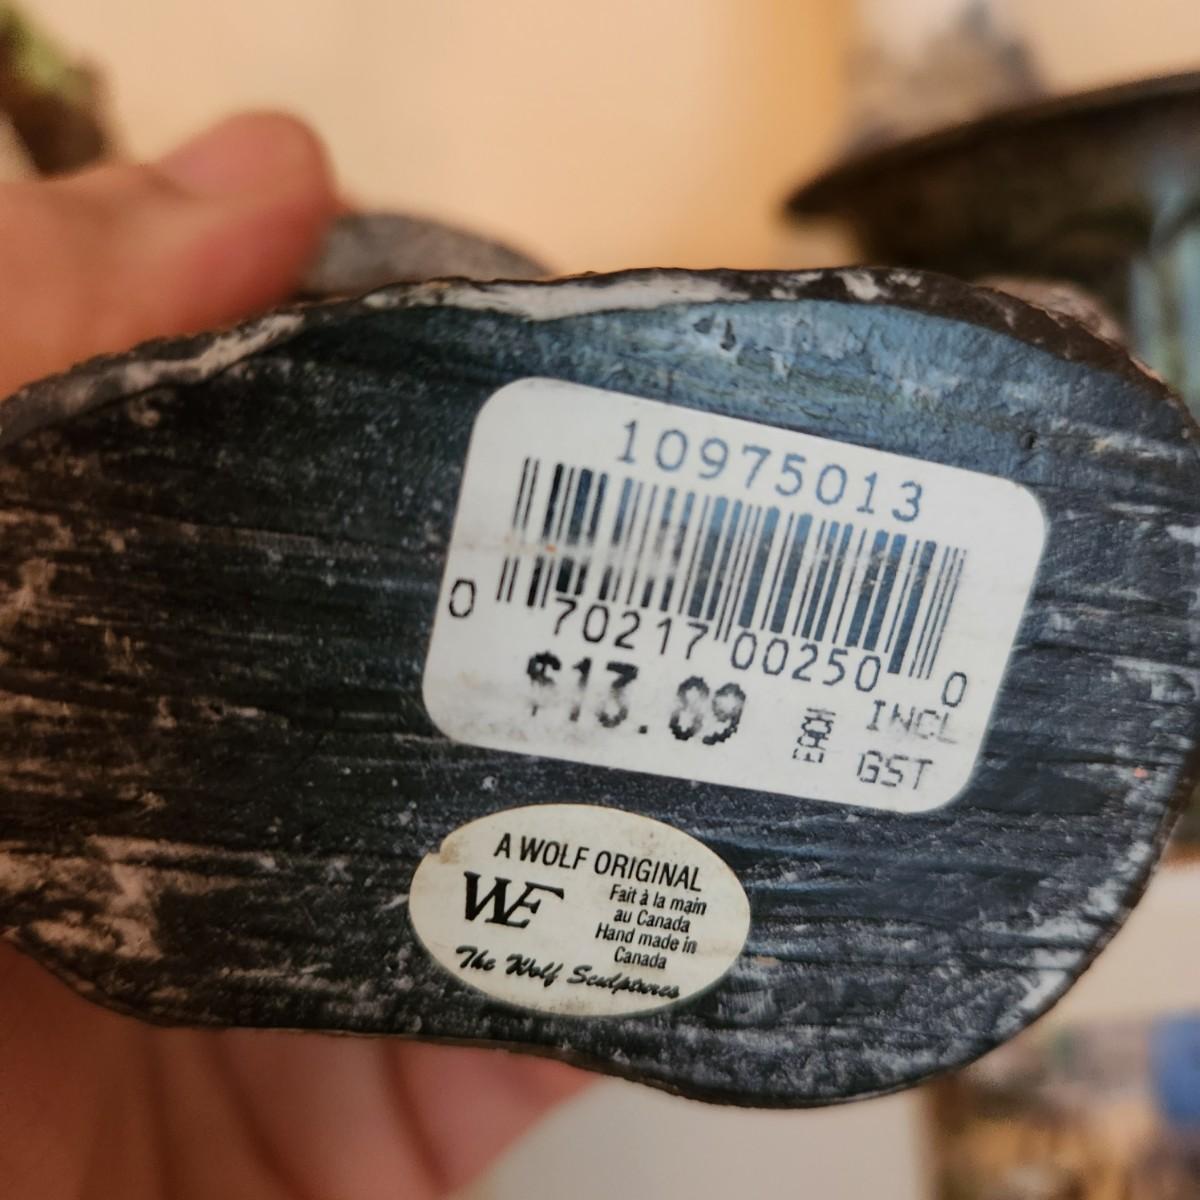 10975013
0 70217 00250 0
$13.89
EACH
INCL
GST
A WOLF ORIGINAL
WE
Fait à la main
au Canada
Hand made in
Canada
The Wolf Sculptures